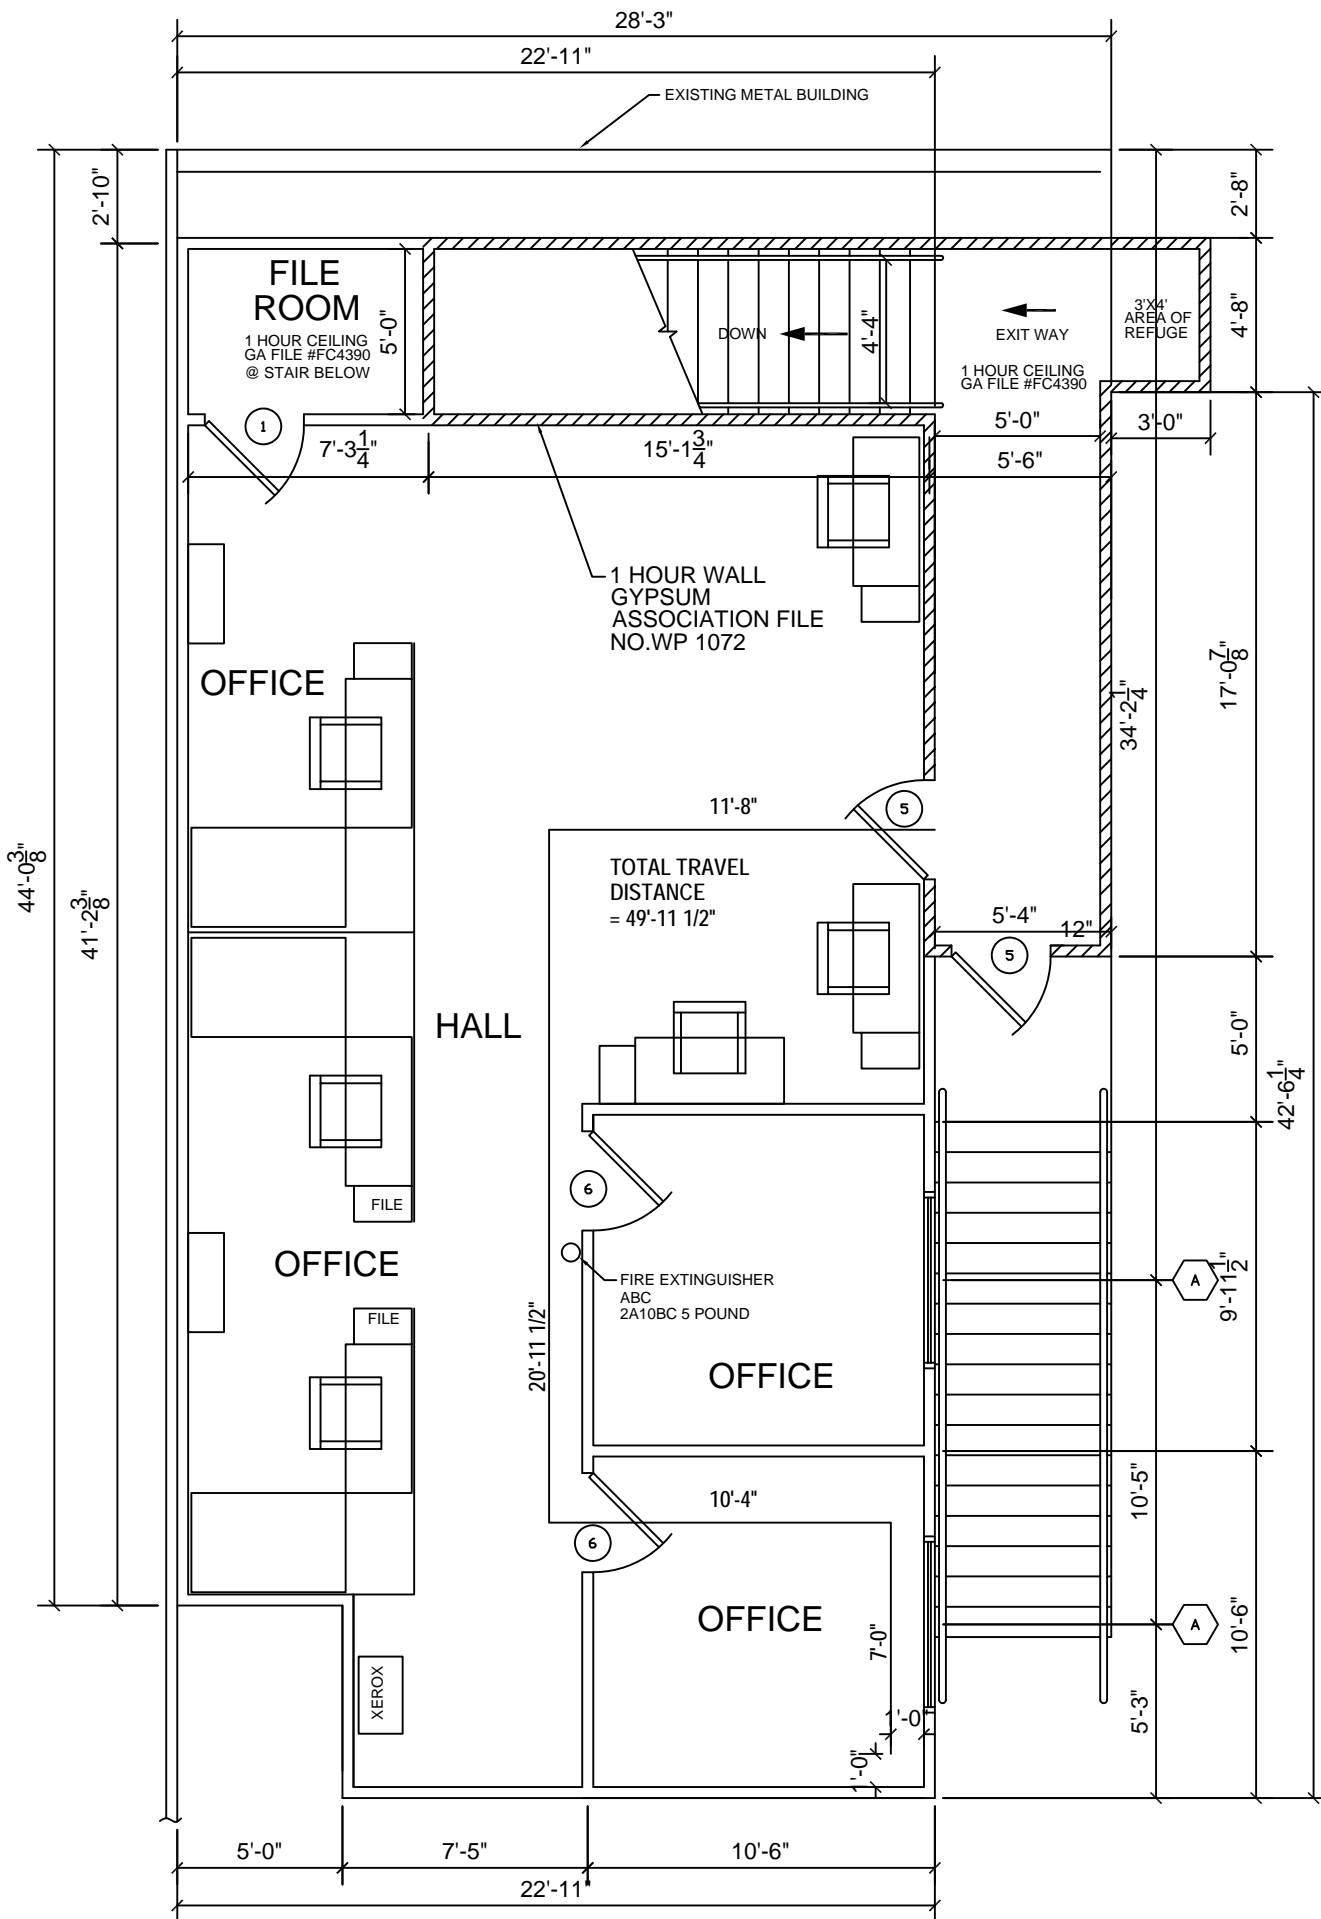 28'-3"
22'-11"
EXISTING METAL BUILDING
2'-10"
2'-8"
FILE
ROOM
1 HOUR CEILING
GA FILE #FC4390
@ STAIR BELOW
5'-0"
DOWN
4'-4"
EXIT WAY
1 HOUR CEILING
GA FILE #FC4390
3'X4'
AREA OF
REFUGE
4'-8"
1
7'-3 1/4"
15'-1 3/4"
5'-0"
5'-6"
3'-0"
1 HOUR WALL
GYPSUM
ASSOCIATION FILE
NO.WP 1072
OFFICE
17'-0 7/8"
34'-2 1/4"
11'-8"
5
44'-0 3/8"
41'-2 3/8"
TOTAL TRAVEL
DISTANCE
= 49'-11 1/2"
5'-4"
12"
5
HALL
5'-0"
42'-6 1/4"
6
FILE
OFFICE
FIRE EXTINGUISHER
ABC
2A10BC 5 POUND
A
9'-11 1/2"
FILE
20'-11 1/2"
OFFICE
10'-4"
10'-5"
6
OFFICE
7'-0"
A
10'-6"
XEROX
1'-0"
1'-0"
5'-3"
5'-0"
7'-5"
10'-6"
22'-11"